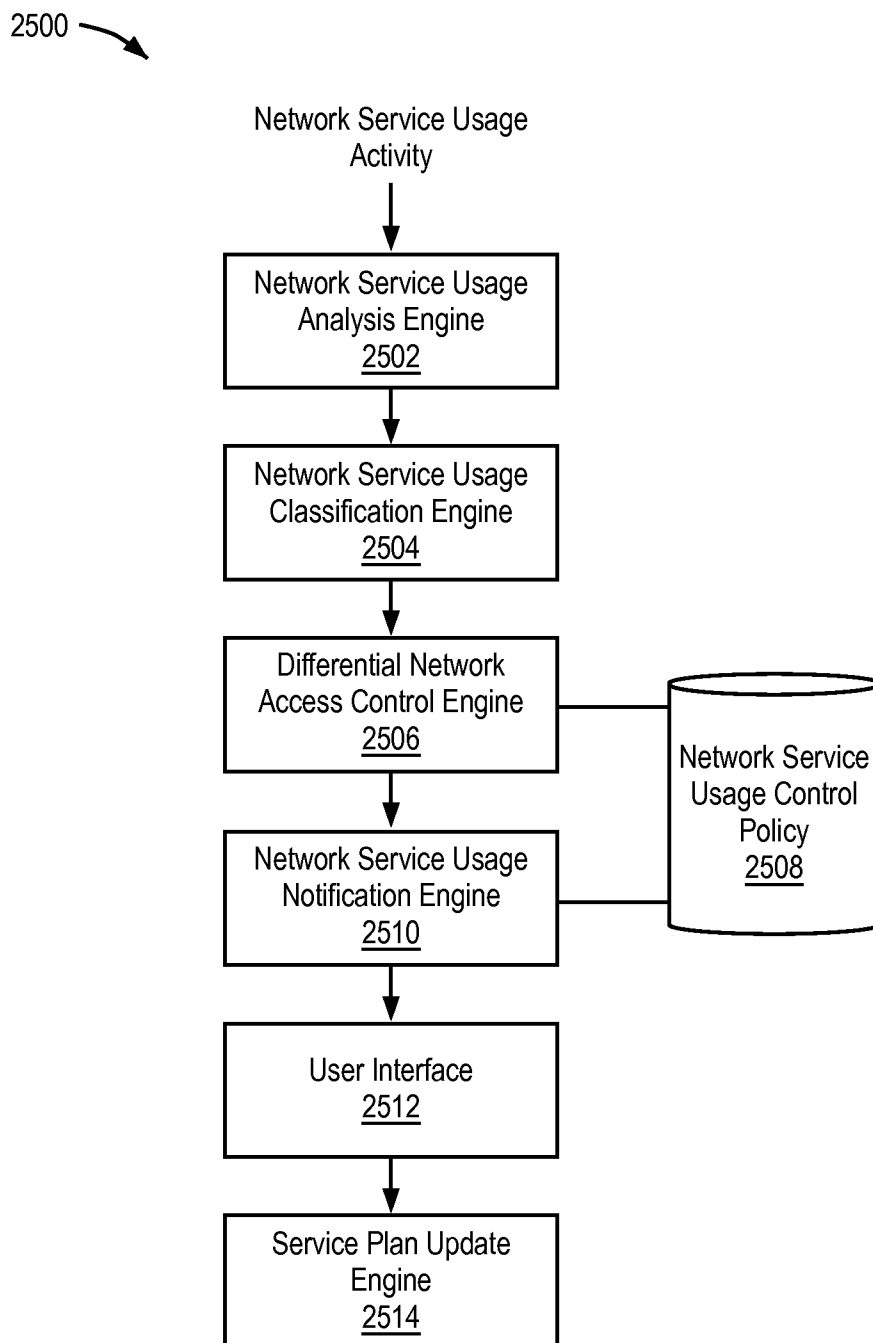 2500
Network Service Usage
Activity
Network Service Usage
Analysis Engine
2502
Network Service Usage
Classification Engine
2504
Differential Network
Access Control Engine
2506
Network Service
Usage Control
Policy
2508
Network Service Usage
Notification Engine
2510
User Interface
2512
Service Plan Update
Engine
2514